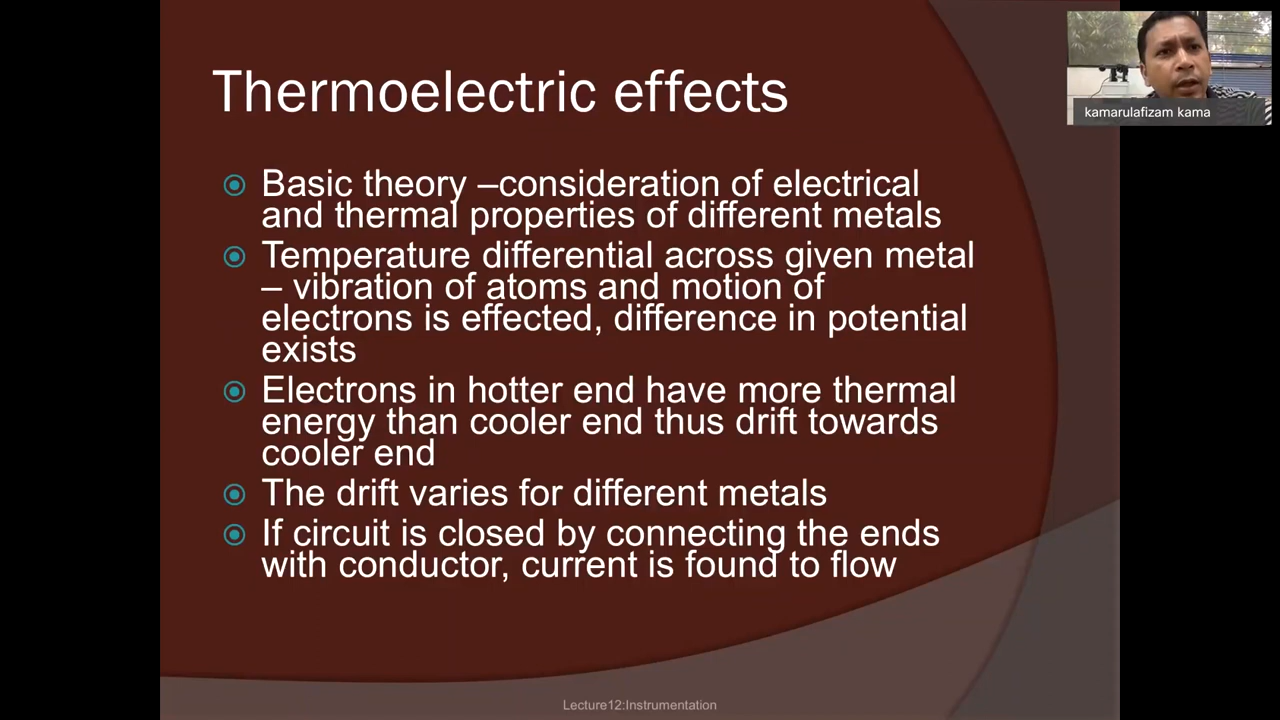 Thermoelectric effects
kamarulafizam kama
Basic theory –consideration of electrical
and thermal properties of different metals
Temperature differential across given metal
– vibration of atoms and motion of
electrons is effected, difference in potential
exists
Electrons in hotter end have more thermal
energy than cooler end thus drift towards
cooler end
The drift varies for different metals
If circuit is closed by connecting the ends
with conductor, current is found to flow
Lecture12:Instrumentation